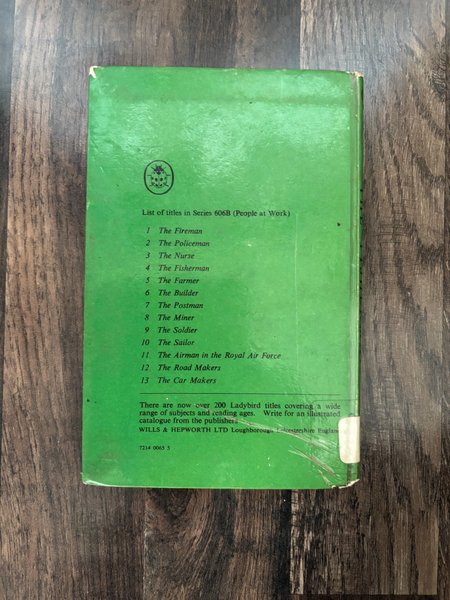 List of titles in Series 606B (People at Work)
1 The Fireman
2 The Policeman
3 The Nurse
4 The Fisherman
5 The Farmer
6 The Builder
7 The Postman
8 The Miner
9 The Soldier
10 The Sailor
11 The Airman in the Royal Air Force
12 The Road Makers
13 The Car Makers
There are now over 200 Ladybird titles covering a wide
range of subjects and reading ages. Write for an illustrated
catalogue from the publishers
WILLS & HEPWORTH LTD Loughborough Leicestershire England
7214 0065 5